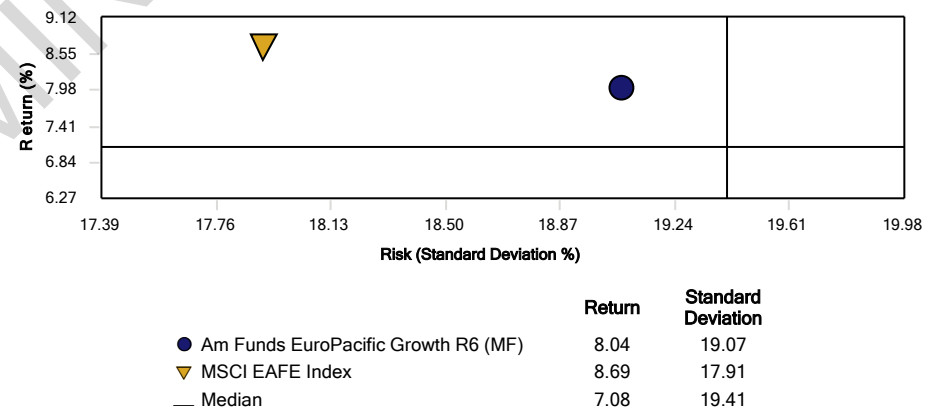 9.12
8.55
7.98
7.41
6.84
6.27
Return (%)
17.39 17.76 18.13 18.50 18.87 19.24 19.61 19.98
Risk (Standard Deviation %)
Return Standard Deviation
Am Funds EuroPacific Growth R6 (MF) 8.04 19.07
MSCI EAFE Index 8.69 17.91
Median 7.08 19.41